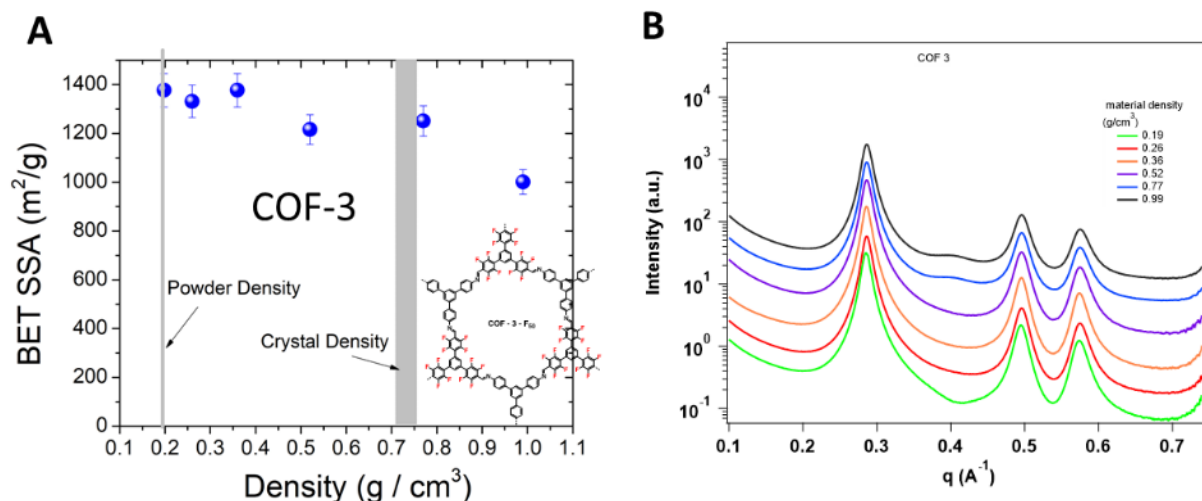 A
BET SSA (m²/g)
1400
1200
1000
800
600
400
200
0
COF-3
Powder Density
Crystal Density
COF - 3 - F
0.1 0.2 0.3 0.4 0.5 0.6 0.7 0.8 0.9 1.0 1.1
Density (g / cm³)
B
COF 3
Intensity (a.u.)
10⁴
10³
10²
10¹
10⁰
10⁻¹
material density
(g/cm³)
0.19
0.26
0.36
0.52
0.77
0.99
0.1 0.2 0.3 0.4 0.5 0.6 0.7
q (A⁻¹)